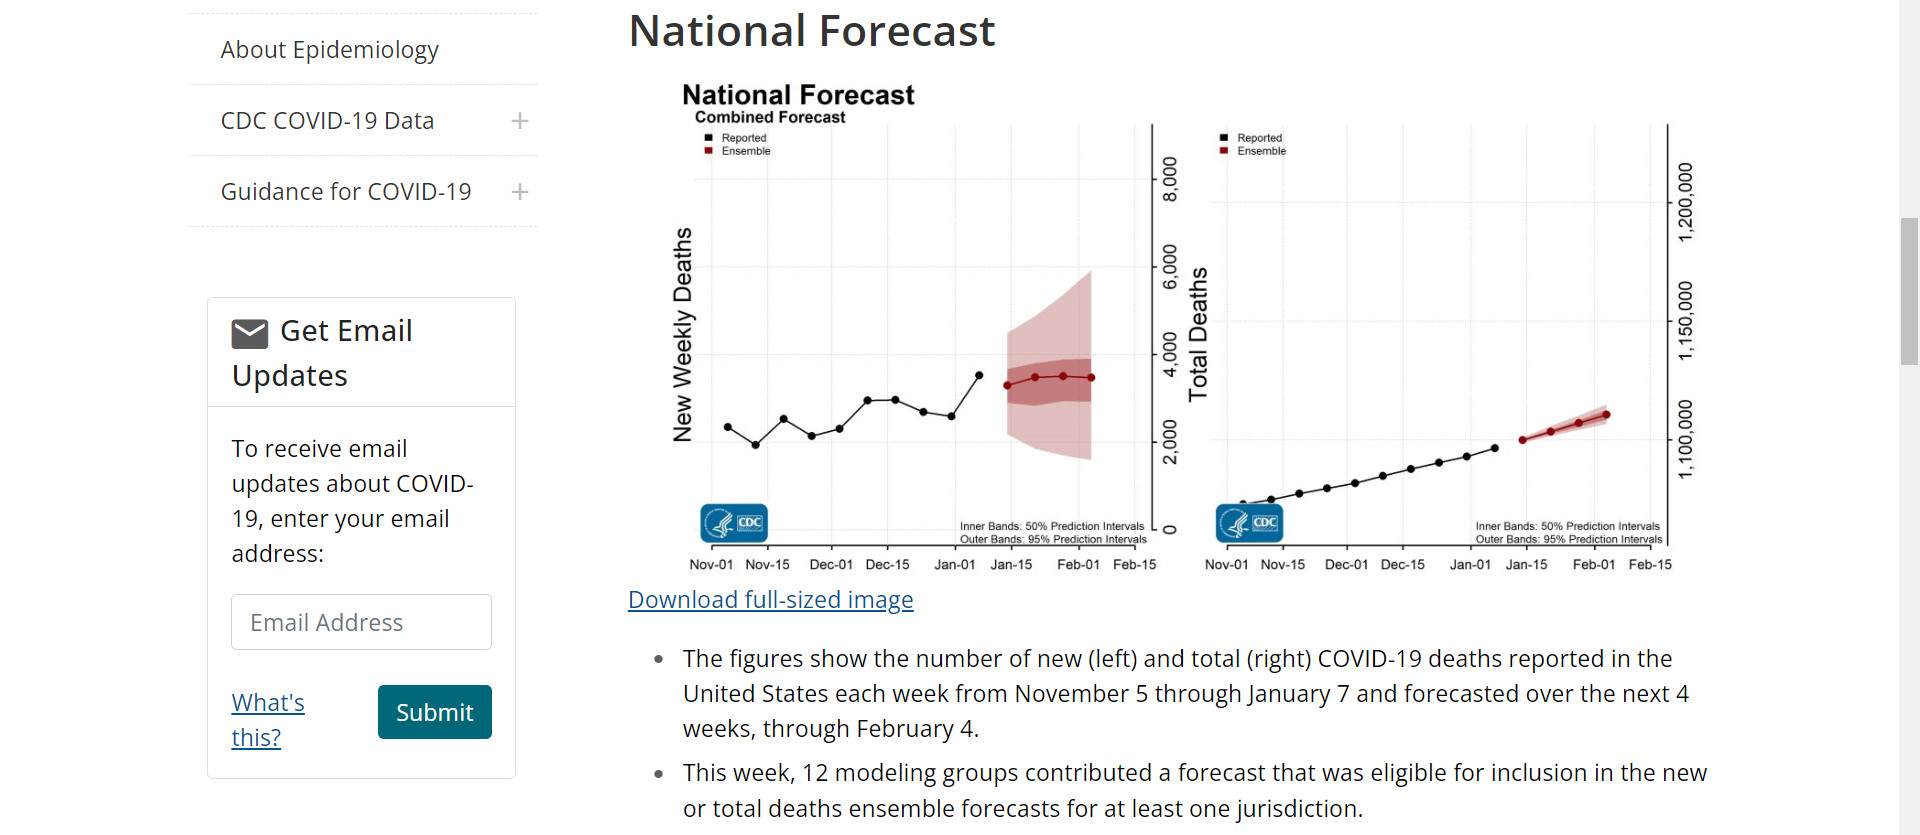 About Epidemiology
CDC COVID-19 Data
Guidance for COVID-19
Get Email
Updates
To receive email
updates about COVID-
19, enter your email
address:
Email Address
What's
this?
Submit
National Forecast
National Forecast
Combined Forecast
Reported
Ensemble
New Weekly Deaths
8,000
6,000
4,000
2,000
0
CDC
Inner Bands: 50% Prediction Intervals
Outer Bands: 95% Prediction Intervals
Nov-01 Nov-15 Dec-01 Dec-15 Jan-01 Jan-15 Feb-01 Feb-15
Reported
Ensemble
Total Deaths
1,200,000
1,150,000
1,100,000
CDC
Inner Bands: 50% Prediction Intervals
Outer Bands: 95% Prediction Intervals
Nov-01 Nov-15 Dec-01 Dec-15 Jan-01 Jan-15 Feb-01 Feb-15
Download full-sized image
The figures show the number of new (left) and total (right) COVID-19 deaths reported in the
United States each week from November 5 through January 7 and forecasted over the next 4
weeks, through February 4.
This week, 12 modeling groups contributed a forecast that was eligible for inclusion in the new
or total deaths ensemble forecasts for at least one jurisdiction.